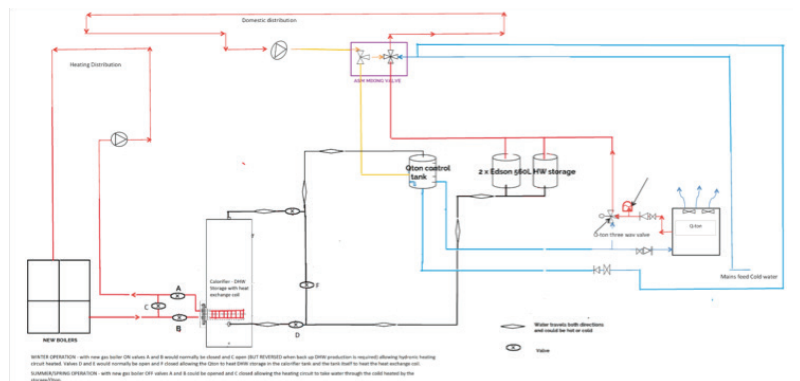 Domestic distribution
Heating Distribution
ASH MIXING VALVE
Qton control
tank
2 x Edson 560L HW storage
Q-ton
Q-ton three way valve
Mains feed Cold water
Calorifier - DHW
Storage with heat
exchange coil
A
C
B
F
D
NEW BOILERS
Water travels both directions
and could be hot or cold
Valve
WINTER OPERATION - with new gas boiler ON valves A and B would normally be closed and C open (BUT REVERSED when back up DHW production is required) allowing hydronic heating
circuit heated. Valves D and E would normally be open and F closed allowing the Qton to heat DHW storage in the calorifier tank and the tank itself to heat the heat exchange coil.
SUMMER/SPRING OPERATION - with new gas boiler OFF valves A and B could be opened and C closed allowing the heating circuit to take water through the coild heated by the
storage/Qton.